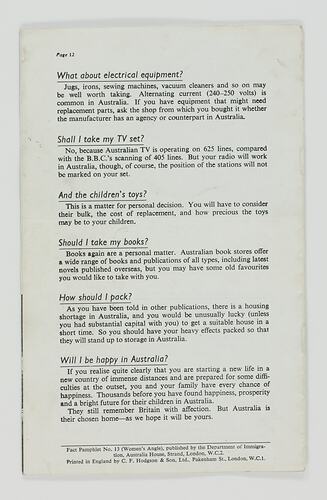 Page 12
What about electrical equipment?
Jugs, irons, sewing machines, vacuum cleaners and so on may
be well worth taking. Alternating current (240–250 volts) is
common in Australia. If you have equipment that might need
replacement parts, ask the shop from which you bought it whether
the manufacturer has an agency or counterpart in Australia.
Shall I take my TV set?
No, because Australian TV is operating on 625 lines, compared
with the B.B.C.'s scanning of 405 lines. But your radio will work
in Australia, though, of course, the position of the stations will not
be marked on your set.
And the children's toys?
This is a matter for personal decision. You will have to consider
their bulk, the cost of replacement, and how precious the toys
may be to your children.
Should I take my books?
Books again are a personal matter. Australian book stores offer
a wide range of books and publications of all types, including latest
novels published overseas, but you may have some old favourites
you would like to take with you.
How should I pack?
As you have been told in other publications, there is a housing
shortage in Australia, and you would be unusually lucky (unless
you had substantial capital with you) to get a suitable house in a
short time. So you should have your heavy effects packed so that
they will stand up to storage in Australia.
Will I be happy in Australia?
If you realise quite clearly that you are starting a new life in a
new country of immense distances and are prepared for some diffi-
culties at the outset, you and your family have every chance of
happiness. Thousands before you have found happiness, prosperity
and a bright future for their children in Australia.
They still remember Britain with affection. But Australia is
their chosen home—as we hope it will be yours.
Fact Pamphlet No. 13 (Women's Angle), published by the Department of Immigra-
tion, Australia House, Strand, London, W.C.2.
Printed in England by C. F. Hodgson & Son, Ltd., Pakenham St., London, W.C.1.